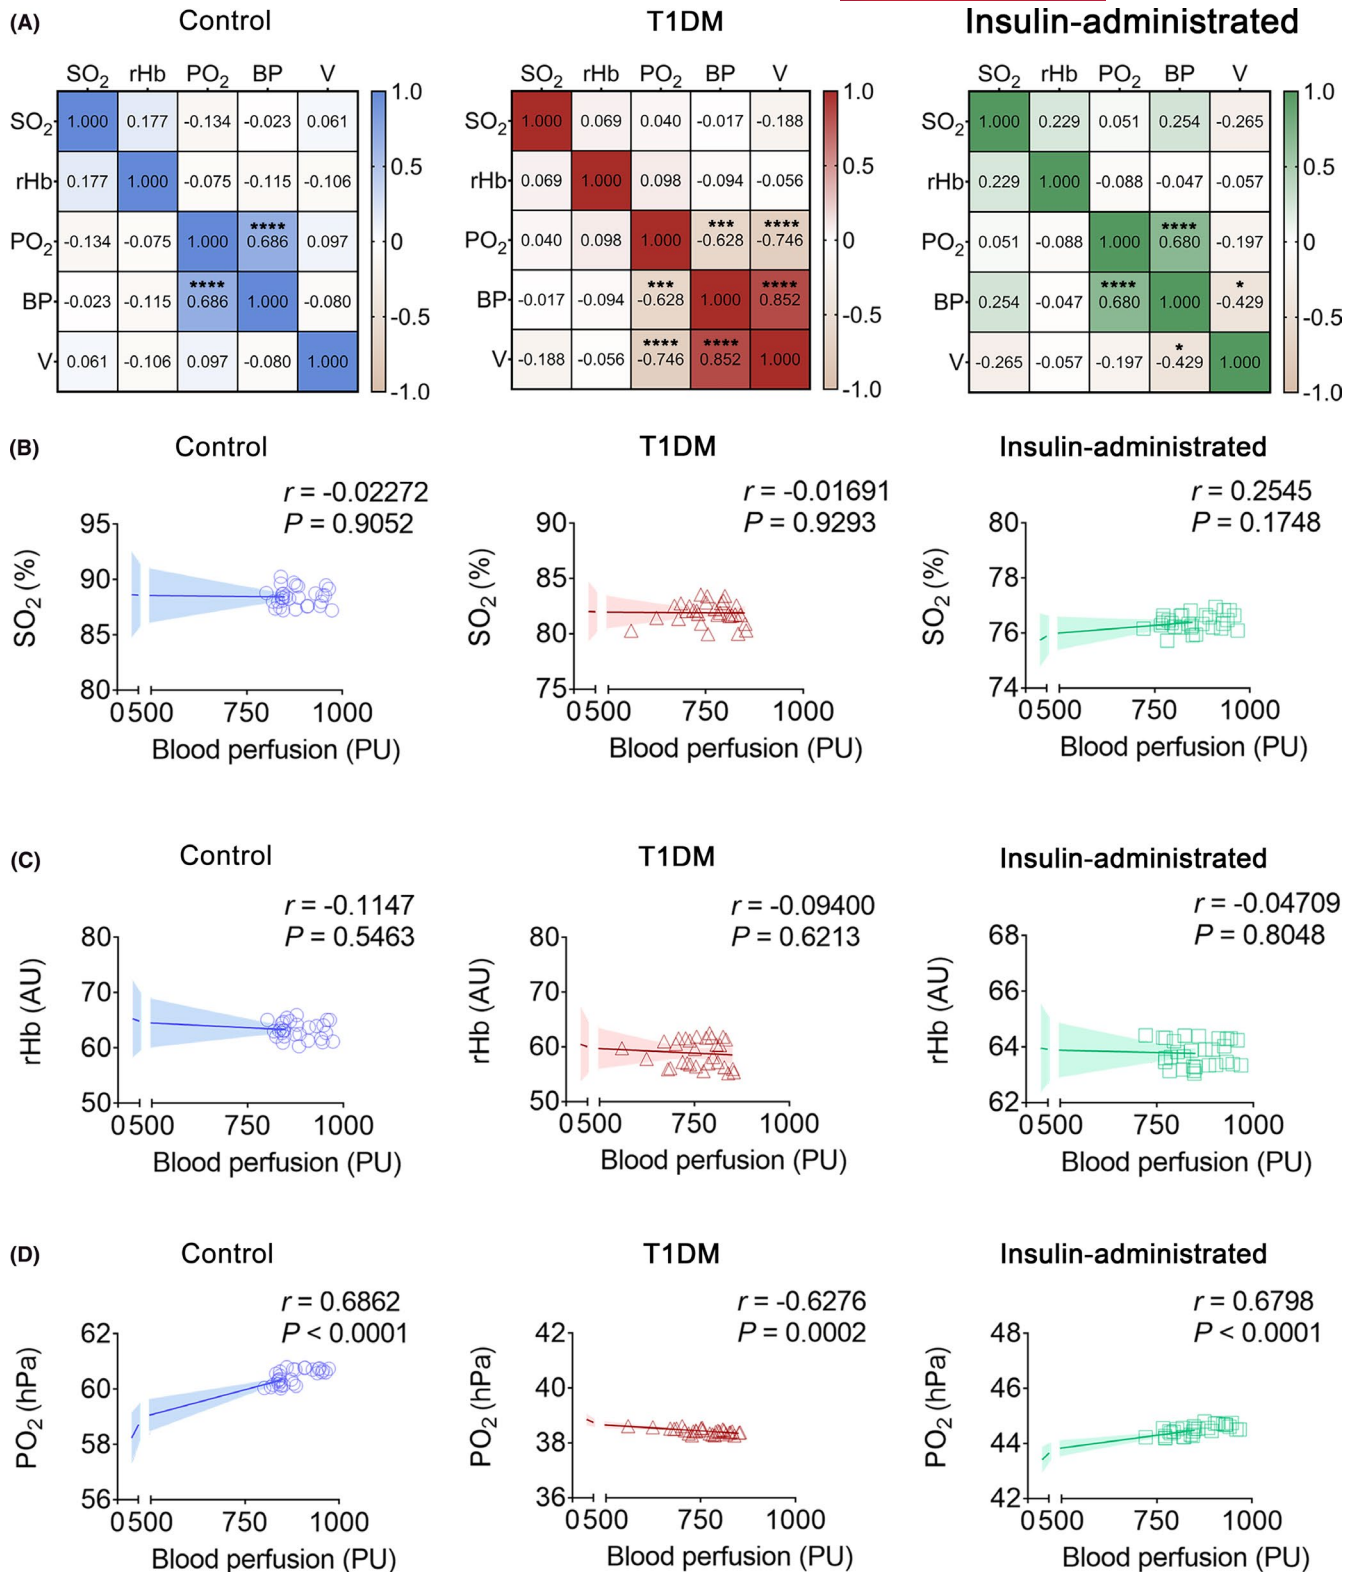 (A) Control T1DM Insulin-administrated
SO2 rHb PO2 BP V SO2 rHb PO2 BP V SO2 rHb PO2 BP V
SO2 1.000 0.177 -0.134 -0.023 0.061 1.0 SO2 1.000 0.069 0.040 -0.017 -0.188 1.0 SO2 1.000 0.229 0.051 0.254 -0.265 1.0
0.5 0.5 0.5
rHb 0.177 1.000 -0.075 -0.115 -0.106 rHb 0.069 1.000 0.098 -0.094 -0.056 rHb 0.229 1.000 -0.088 -0.047 -0.057
**** *** **** ****
PO2 -0.134 -0.075 1.000 0.686 0.097 0 PO2 0.040 0.098 1.000 -0.628 -0.746 0 PO2 0.051 -0.088 1.000 0.680 -0.197 0
**** *** **** **** *
BP -0.023 -0.115 0.686 1.000 -0.080 BP -0.017 -0.094 -0.628 1.000 0.852 BP 0.254 -0.047 0.680 1.000 -0.429
-0.5 -0.5 -0.5
**** **** *
V 0.061 -0.106 0.097 -0.080 1.000 V -0.188 -0.056 -0.746 0.852 1.000 V -0.265 -0.057 -0.197 -0.429 1.000
-1.0 -1.0 -1.0
(B) Control T1DM Insulin-administrated
r = -0.02272 r = -0.01691 r = 0.2545
P = 0.9052 P = 0.9293 P = 0.1748
SO2 (%) 95 90 85 80 SO2 (%) 90 85 80 75 SO2 (%) 80 78 76 74
0 500 750 1000 0 500 750 1000 0 500 750 1000
Blood perfusion (PU) Blood perfusion (PU) Blood perfusion (PU)
(C) Control T1DM Insulin-administrated
r = -0.1147 r = -0.09400 r = -0.04709
P = 0.5463 P = 0.6213 P = 0.8048
rHb (AU) 80 70 60 50 rHb (AU) 80 70 60 50 rHb (AU) 68 66 64 62
0 500 750 1000 0 500 750 1000 0 500 750 1000
Blood perfusion (PU) Blood perfusion (PU) Blood perfusion (PU)
(D) Control T1DM Insulin-administrated
r = 0.6862 r = -0.6276 r = 0.6798
P < 0.0001 P = 0.0002 P < 0.0001
PO2 (hPa) 62 60 58 56 PO2 (hPa) 42 40 38 36 PO2 (hPa) 48 46 44 42
0 500 750 1000 0 500 750 1000 0 500 750 1000
Blood perfusion (PU) Blood perfusion (PU) Blood perfusion (PU)